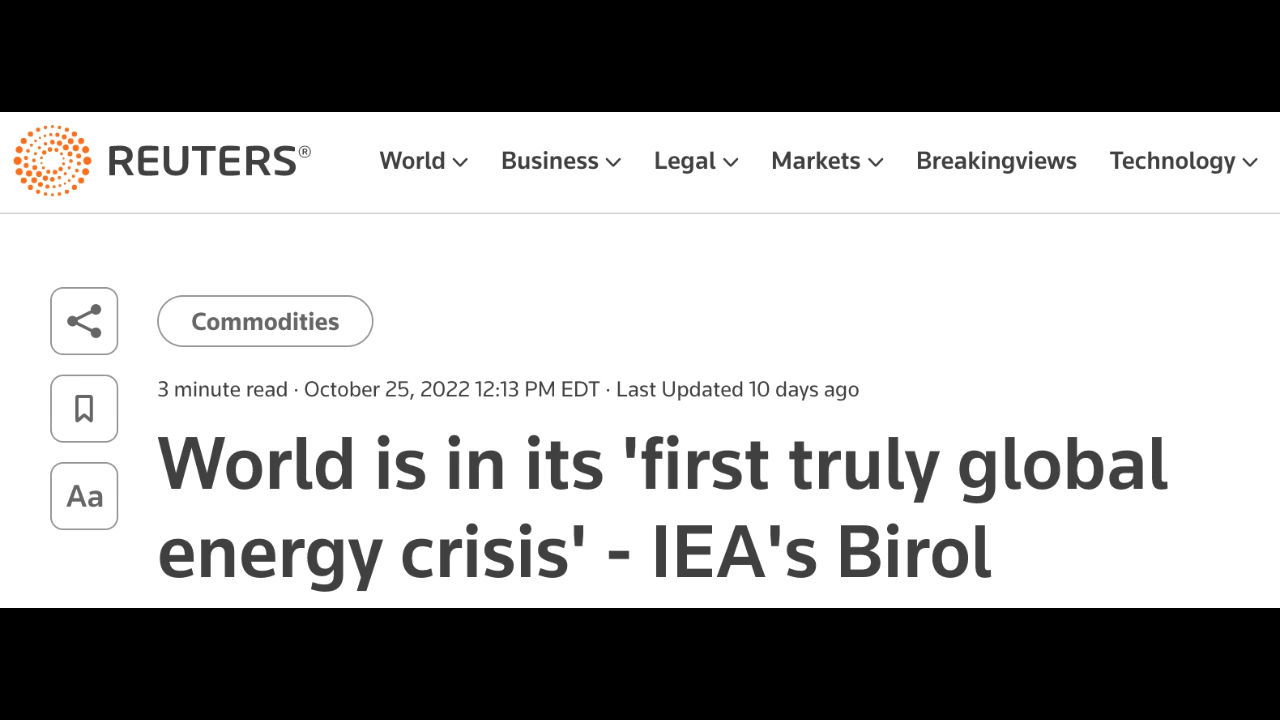 REUTERS® World Business Legal Markets Breakingviews Technology
Commodities
3 minute read · October 25, 2022 12:13 PM EDT · Last Updated 10 days ago
Aa
World is in its 'first truly global
energy crisis' - IEA's Birol